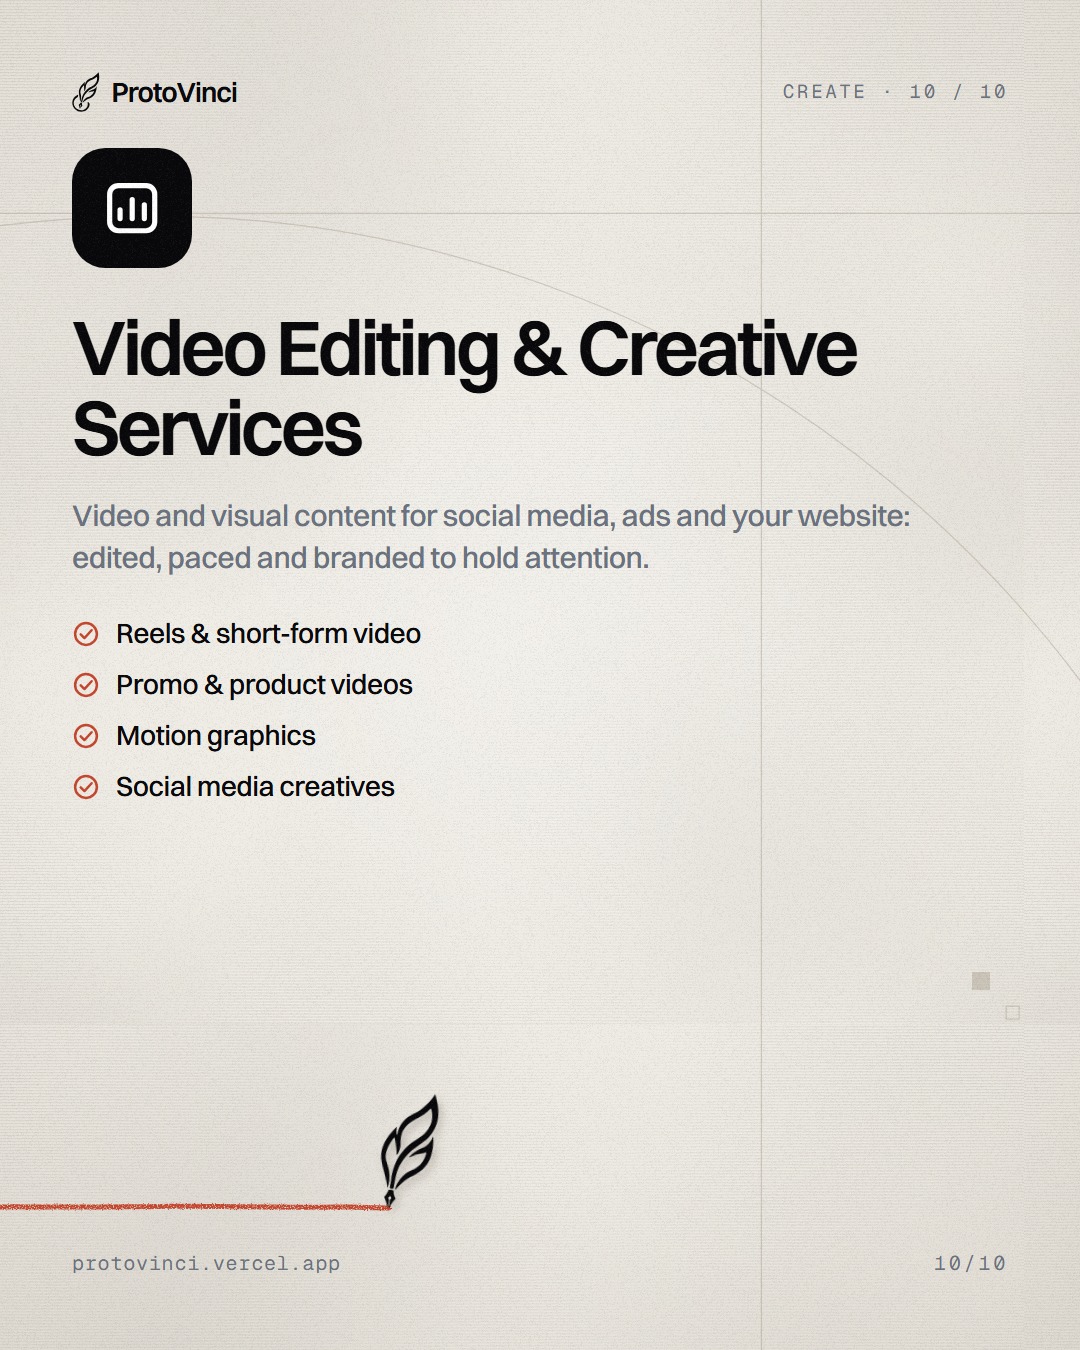 ProtoVinci
CREATE · 10 / 10
Video Editing & Creative
Services
Video and visual content for social media, ads and your website:
edited, paced and branded to hold attention.
Reels & short-form video
Promo & product videos
Motion graphics
Social media creatives
protovinci.vercel.app
10/10